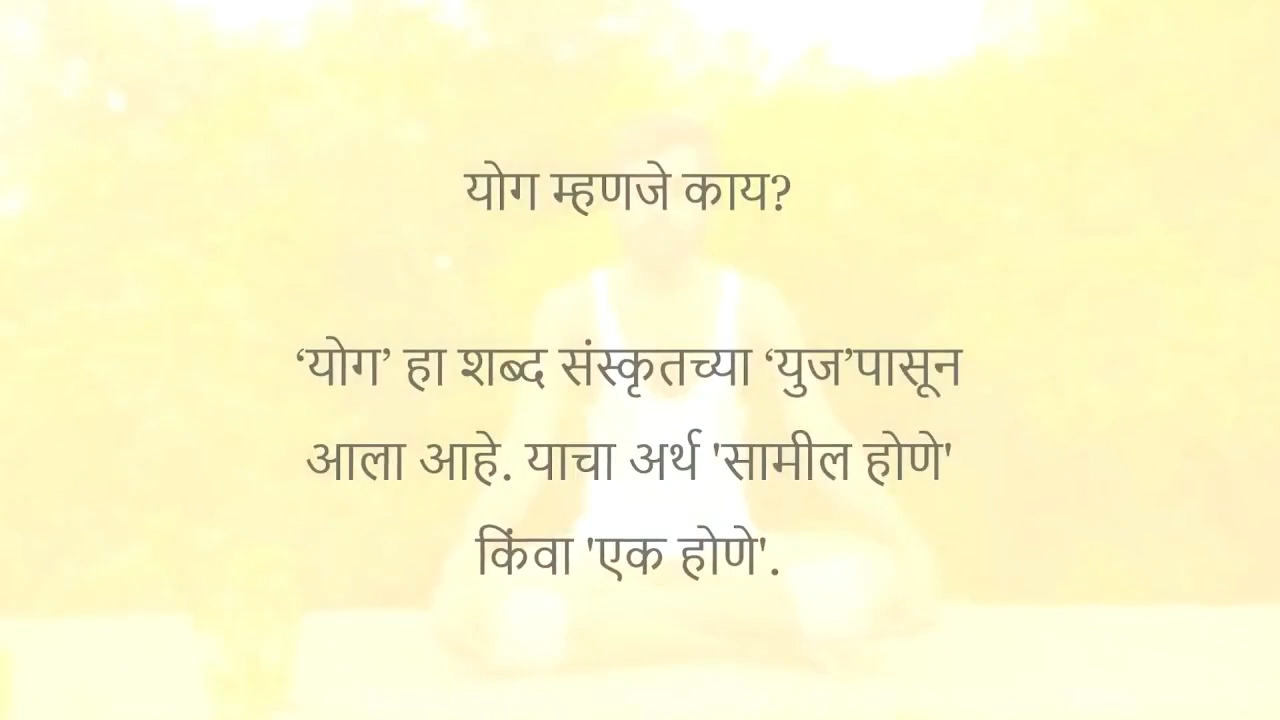 योग म्हणजे काय?
‘योग’ हा शब्द संस्कृतच्या ‘युज’पासून
आला आहे. याचा अर्थ 'सामील होणे'
किंवा 'एक होणे'.